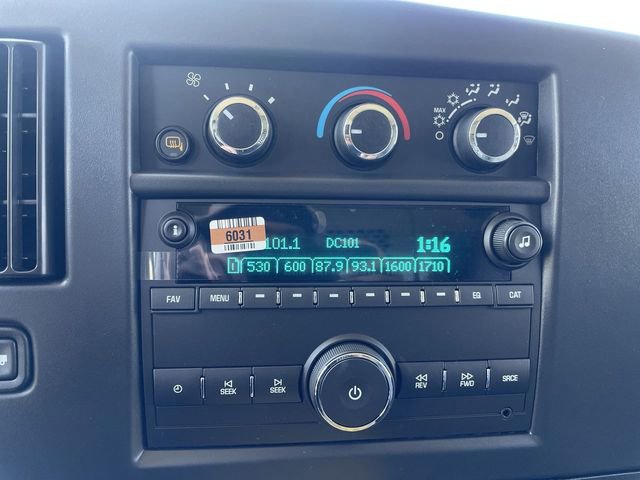 MAX
6031
101.1 DC101 1:16
1 530 600 87.9 93.1 1600 1710
FAV MENU EQ CAT
SEEK SEEK REV FWD SRCE